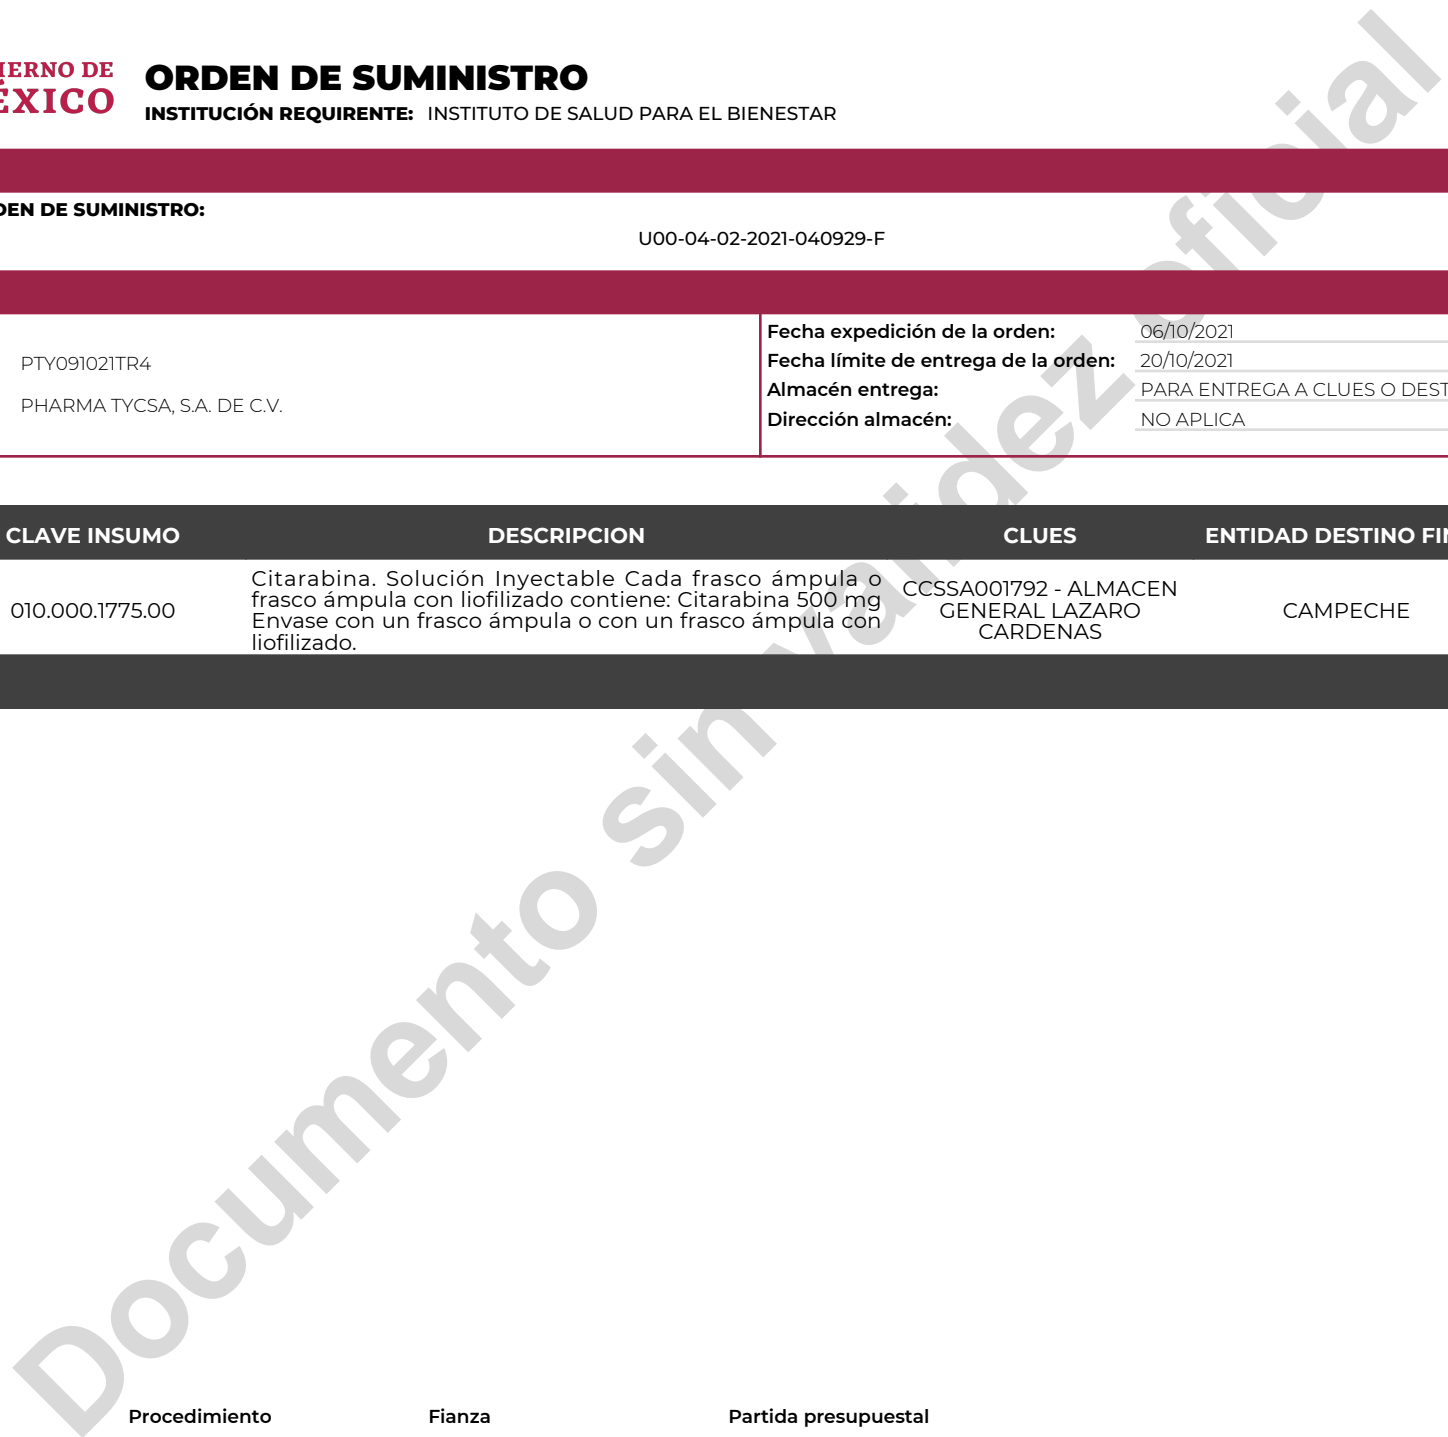 IERNO DE
ÉXICO
ORDEN DE SUMINISTRO
INSTITUCIÓN REQUIRENTE: INSTITUTO DE SALUD PARA EL BIENESTAR
DEN DE SUMINISTRO:
U00-04-02-2021-040929-F
PTY091021TR4
PHARMA TYCSA, S.A. DE C.V.
Fecha expedición de la orden: 06/10/2021
Fecha límite de entrega de la orden: 20/10/2021
Almacén entrega: PARA ENTREGA A CLUES O DEST
Dirección almacén: NO APLICA
CLAVE INSUMO DESCRIPCION CLUES ENTIDAD DESTINO FIN
010.000.1775.00
Citarabina. Solución Inyectable Cada frasco ámpula o
frasco ámpula con liofilizado contiene: Citarabina 500 mg
Envase con un frasco ámpula o con un frasco ámpula con
liofilizado.
CCSSA001792 - ALMACEN
GENERAL LAZARO
CARDENAS
CAMPECHE
Documento sin validez oficial
Procedimiento Fianza Partida presupuestal